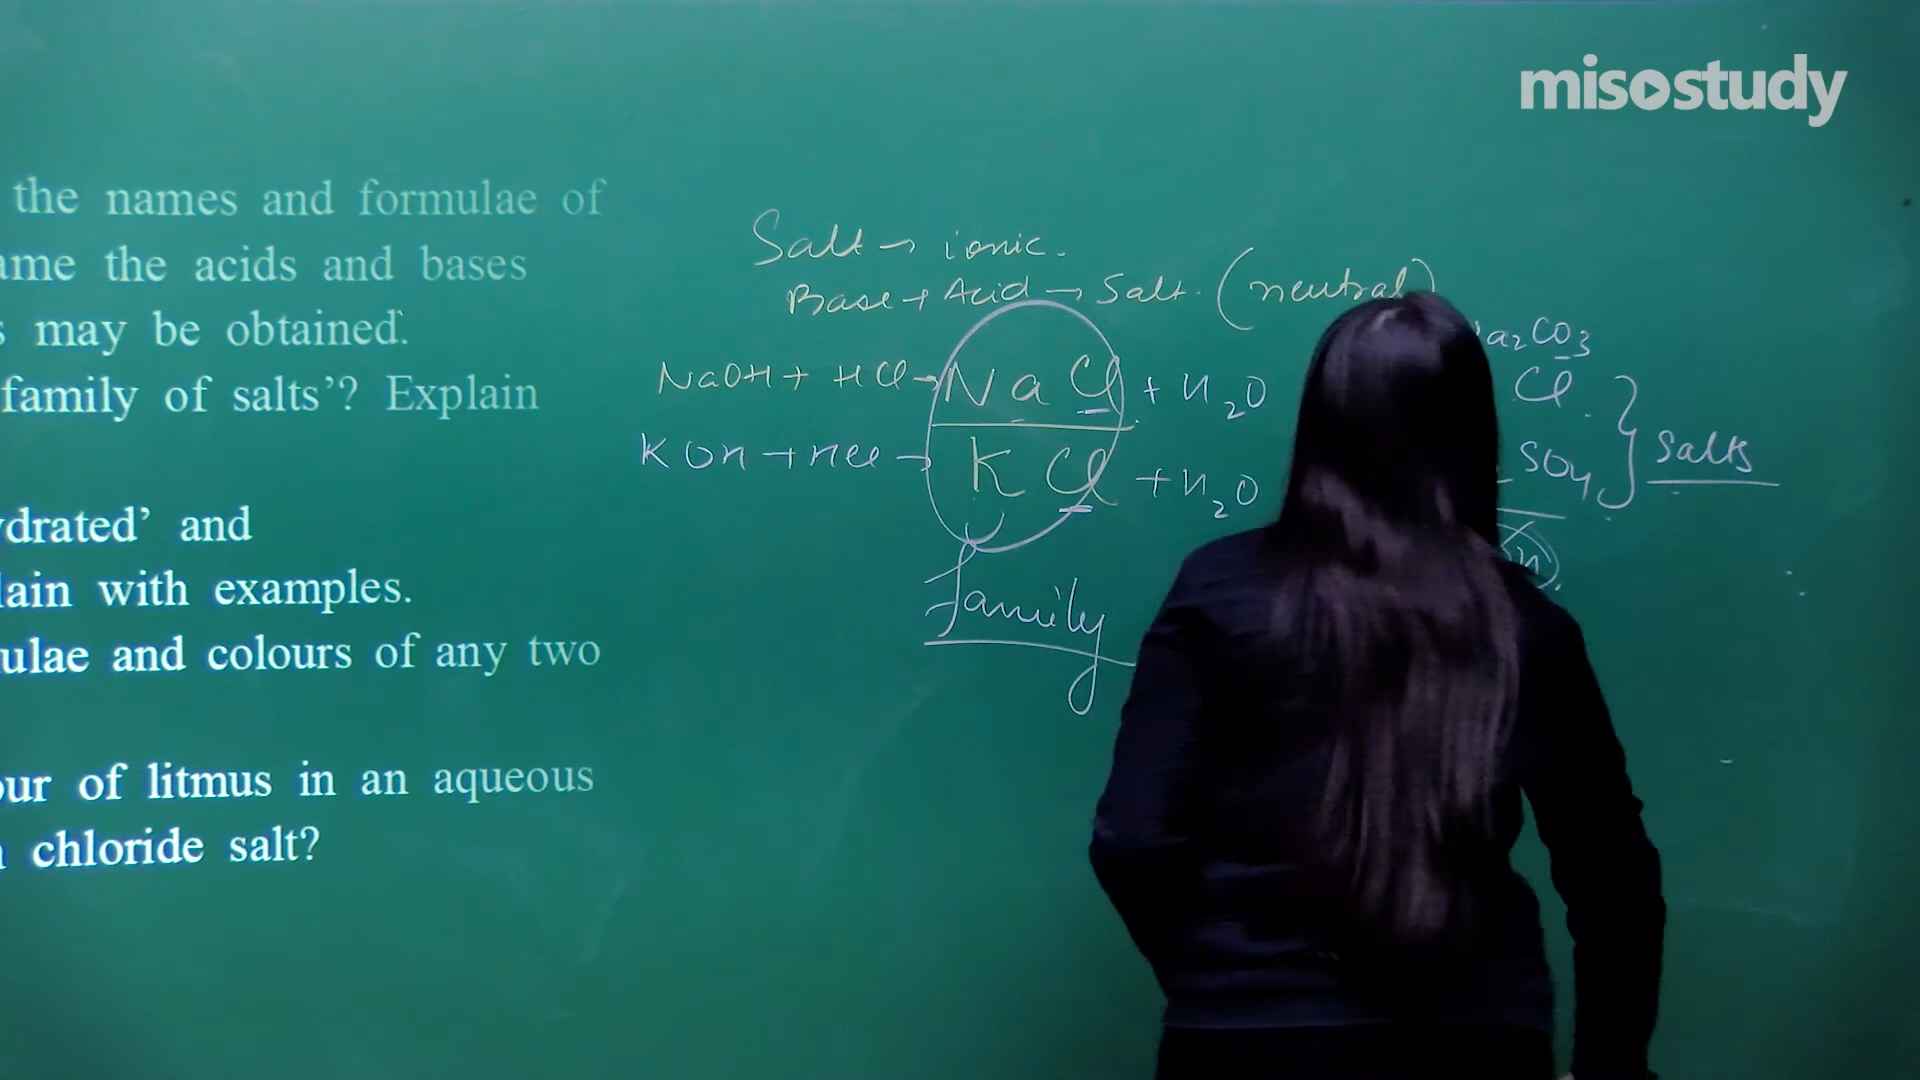 misostudy
the names and formulae of
ame the acids and bases
s may be obtained.
family of salts’? Explain
ydrated’ and
lain with examples.
ulae and colours of any two
our of litmus in an aqueous
chloride salt?
Salt → ionic.
Base + Acid → Salt. (neutral)
NaOH + HCl → NaCl + H₂O
KOH + HCl → KCl + H₂O
family
a₂CO₃
Cl
SO₄
Salts